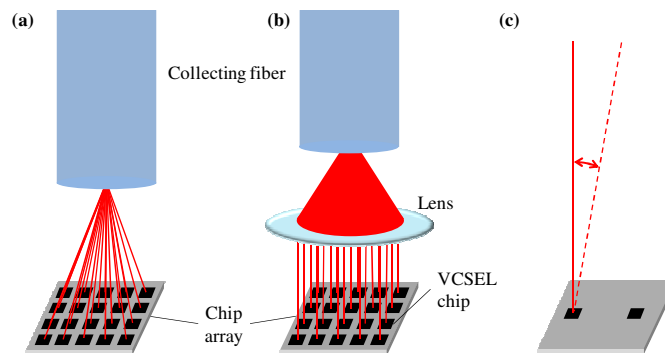 (a)
(b)
(c)
Collecting fiber
Lens
VCSEL
chip
Chip
array